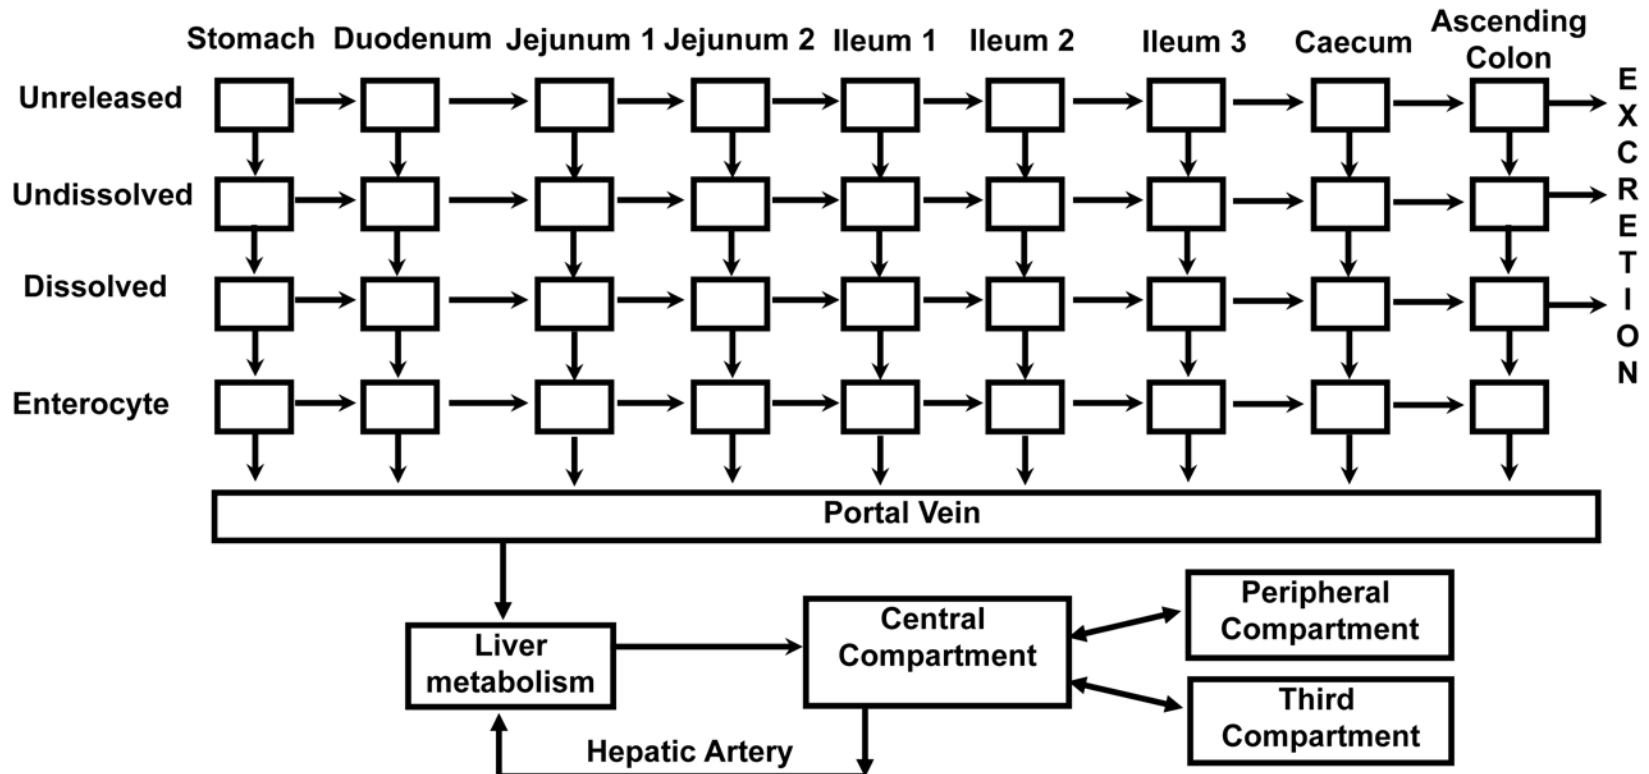 Stomach Duodenum Jejunum 1 Jejunum 2 Ileum 1 Ileum 2 Ileum 3 Caecum Ascending
Colon
Unreleased
Undissolved
Dissolved
Enterocyte
EXCRETION
Portal Vein
Liver
metabolism
Central
Compartment
Peripheral
Compartment
Third
Compartment
Hepatic Artery